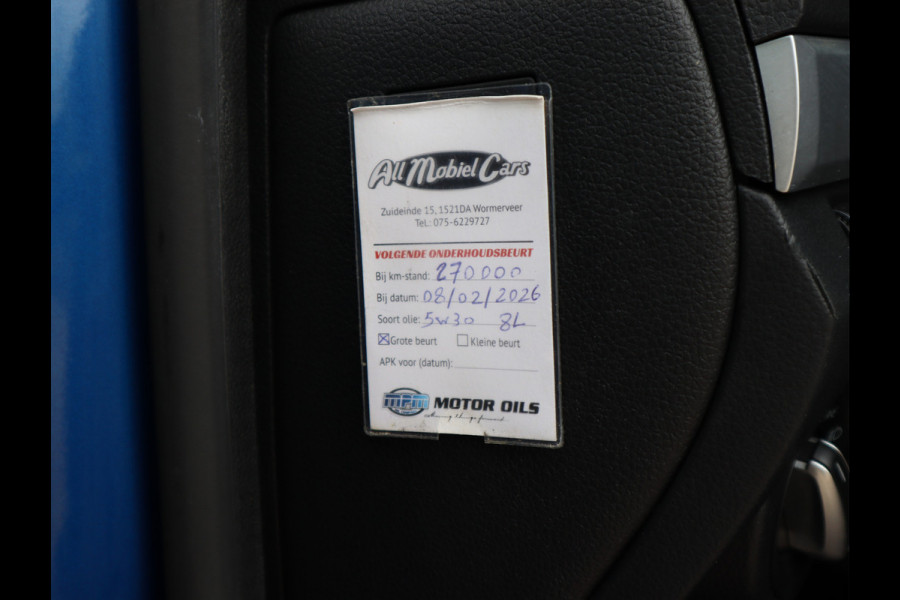 All Mobiel Cars
Zuideinde 15, 1521DA Wormerveer
Tel.: 075-6229727
VOLGENDE ONDERHOUDSBEURT
Bij km-stand: 270000
Bij datum: 08/02/2026
Soort olie: 5w30 8L
☒ Grote beurt ☐ Kleine beurt
APK voor (datum):
MPM MOTOR OILS